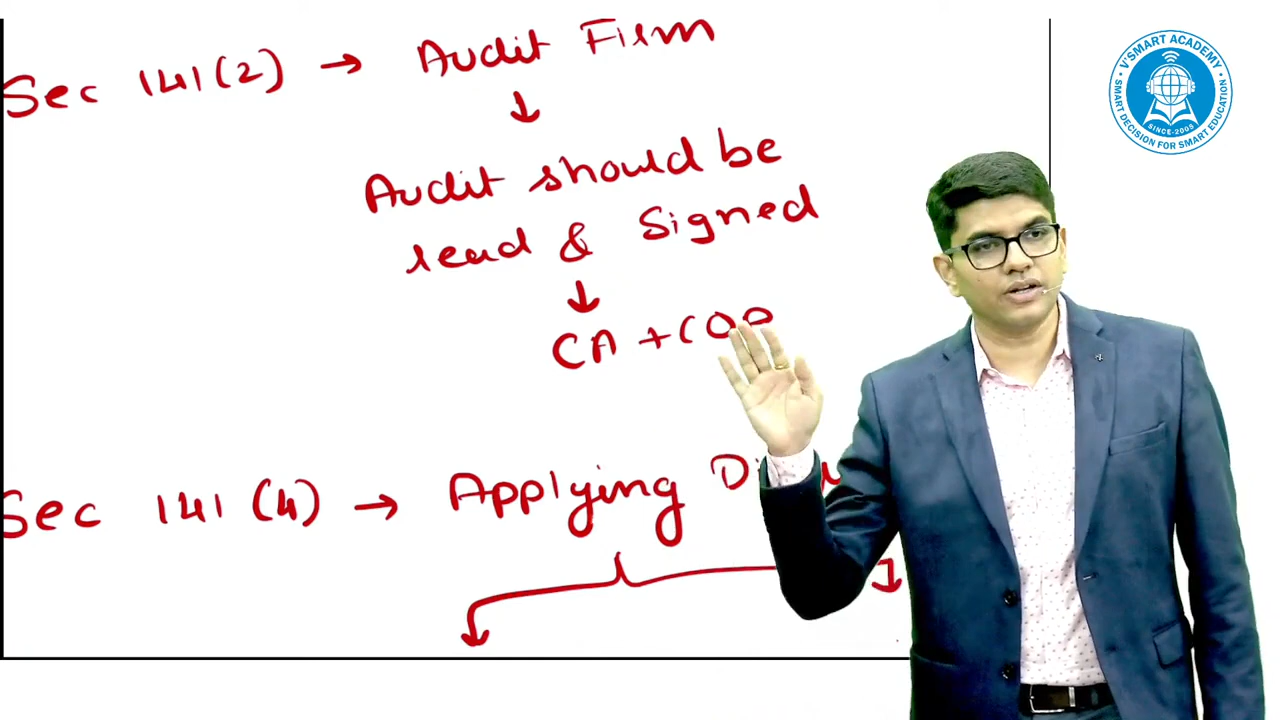 Sec 141(2) → Audit Firm
↓
Audit should be
lead & Signed
↓
CA + COP
Sec 141 (4) → Applying
V'SMART ACADEMY
SMART DECISION FOR SMART EDUCATION
SINCE-2005